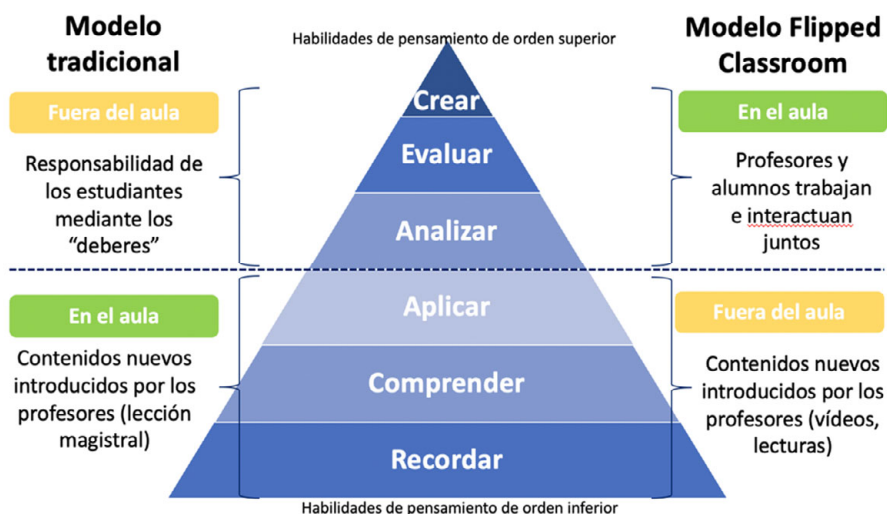 Modelo
tradicional
Fuera del aula
Responsabilidad de
los estudiantes
mediante los
“deberes”
En el aula
Contenidos nuevos
introducidos por los
profesores (lección
magistral)
Habilidades de pensamiento de orden superior
Crear
Evaluar
Analizar
Aplicar
Comprender
Recordar
Habilidades de pensamiento de orden inferior
Modelo Flipped
Classroom
En el aula
Profesores y
alumnos trabajan
e interactuan
juntos
Fuera del aula
Contenidos nuevos
introducidos por los
profesores (vídeos,
lecturas)